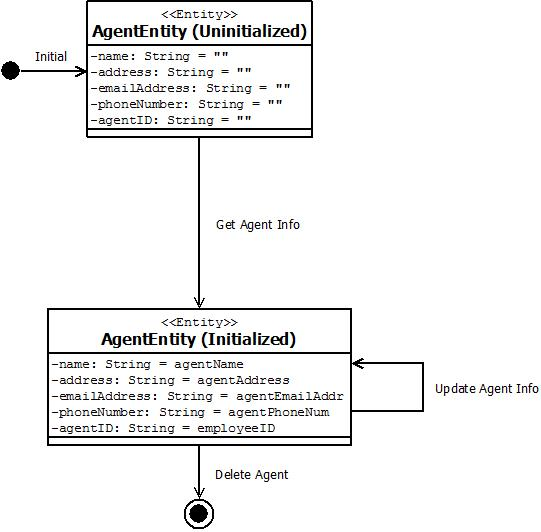 <<Entity>>
AgentEntity (Uninitialized)
Initial
-name: String = ""
-address: String = ""
-emailAddress: String = ""
-phoneNumber: String = ""
-agentID: String = ""
Get Agent Info
<<Entity>>
AgentEntity (Initialized)
-name: String = agentName
-address: String = agentAddress
-emailAddress: String = agentEmailAddr
-phoneNumber: String = agentPhoneNum
-agentID: String = employeeID
Update Agent Info
Delete Agent